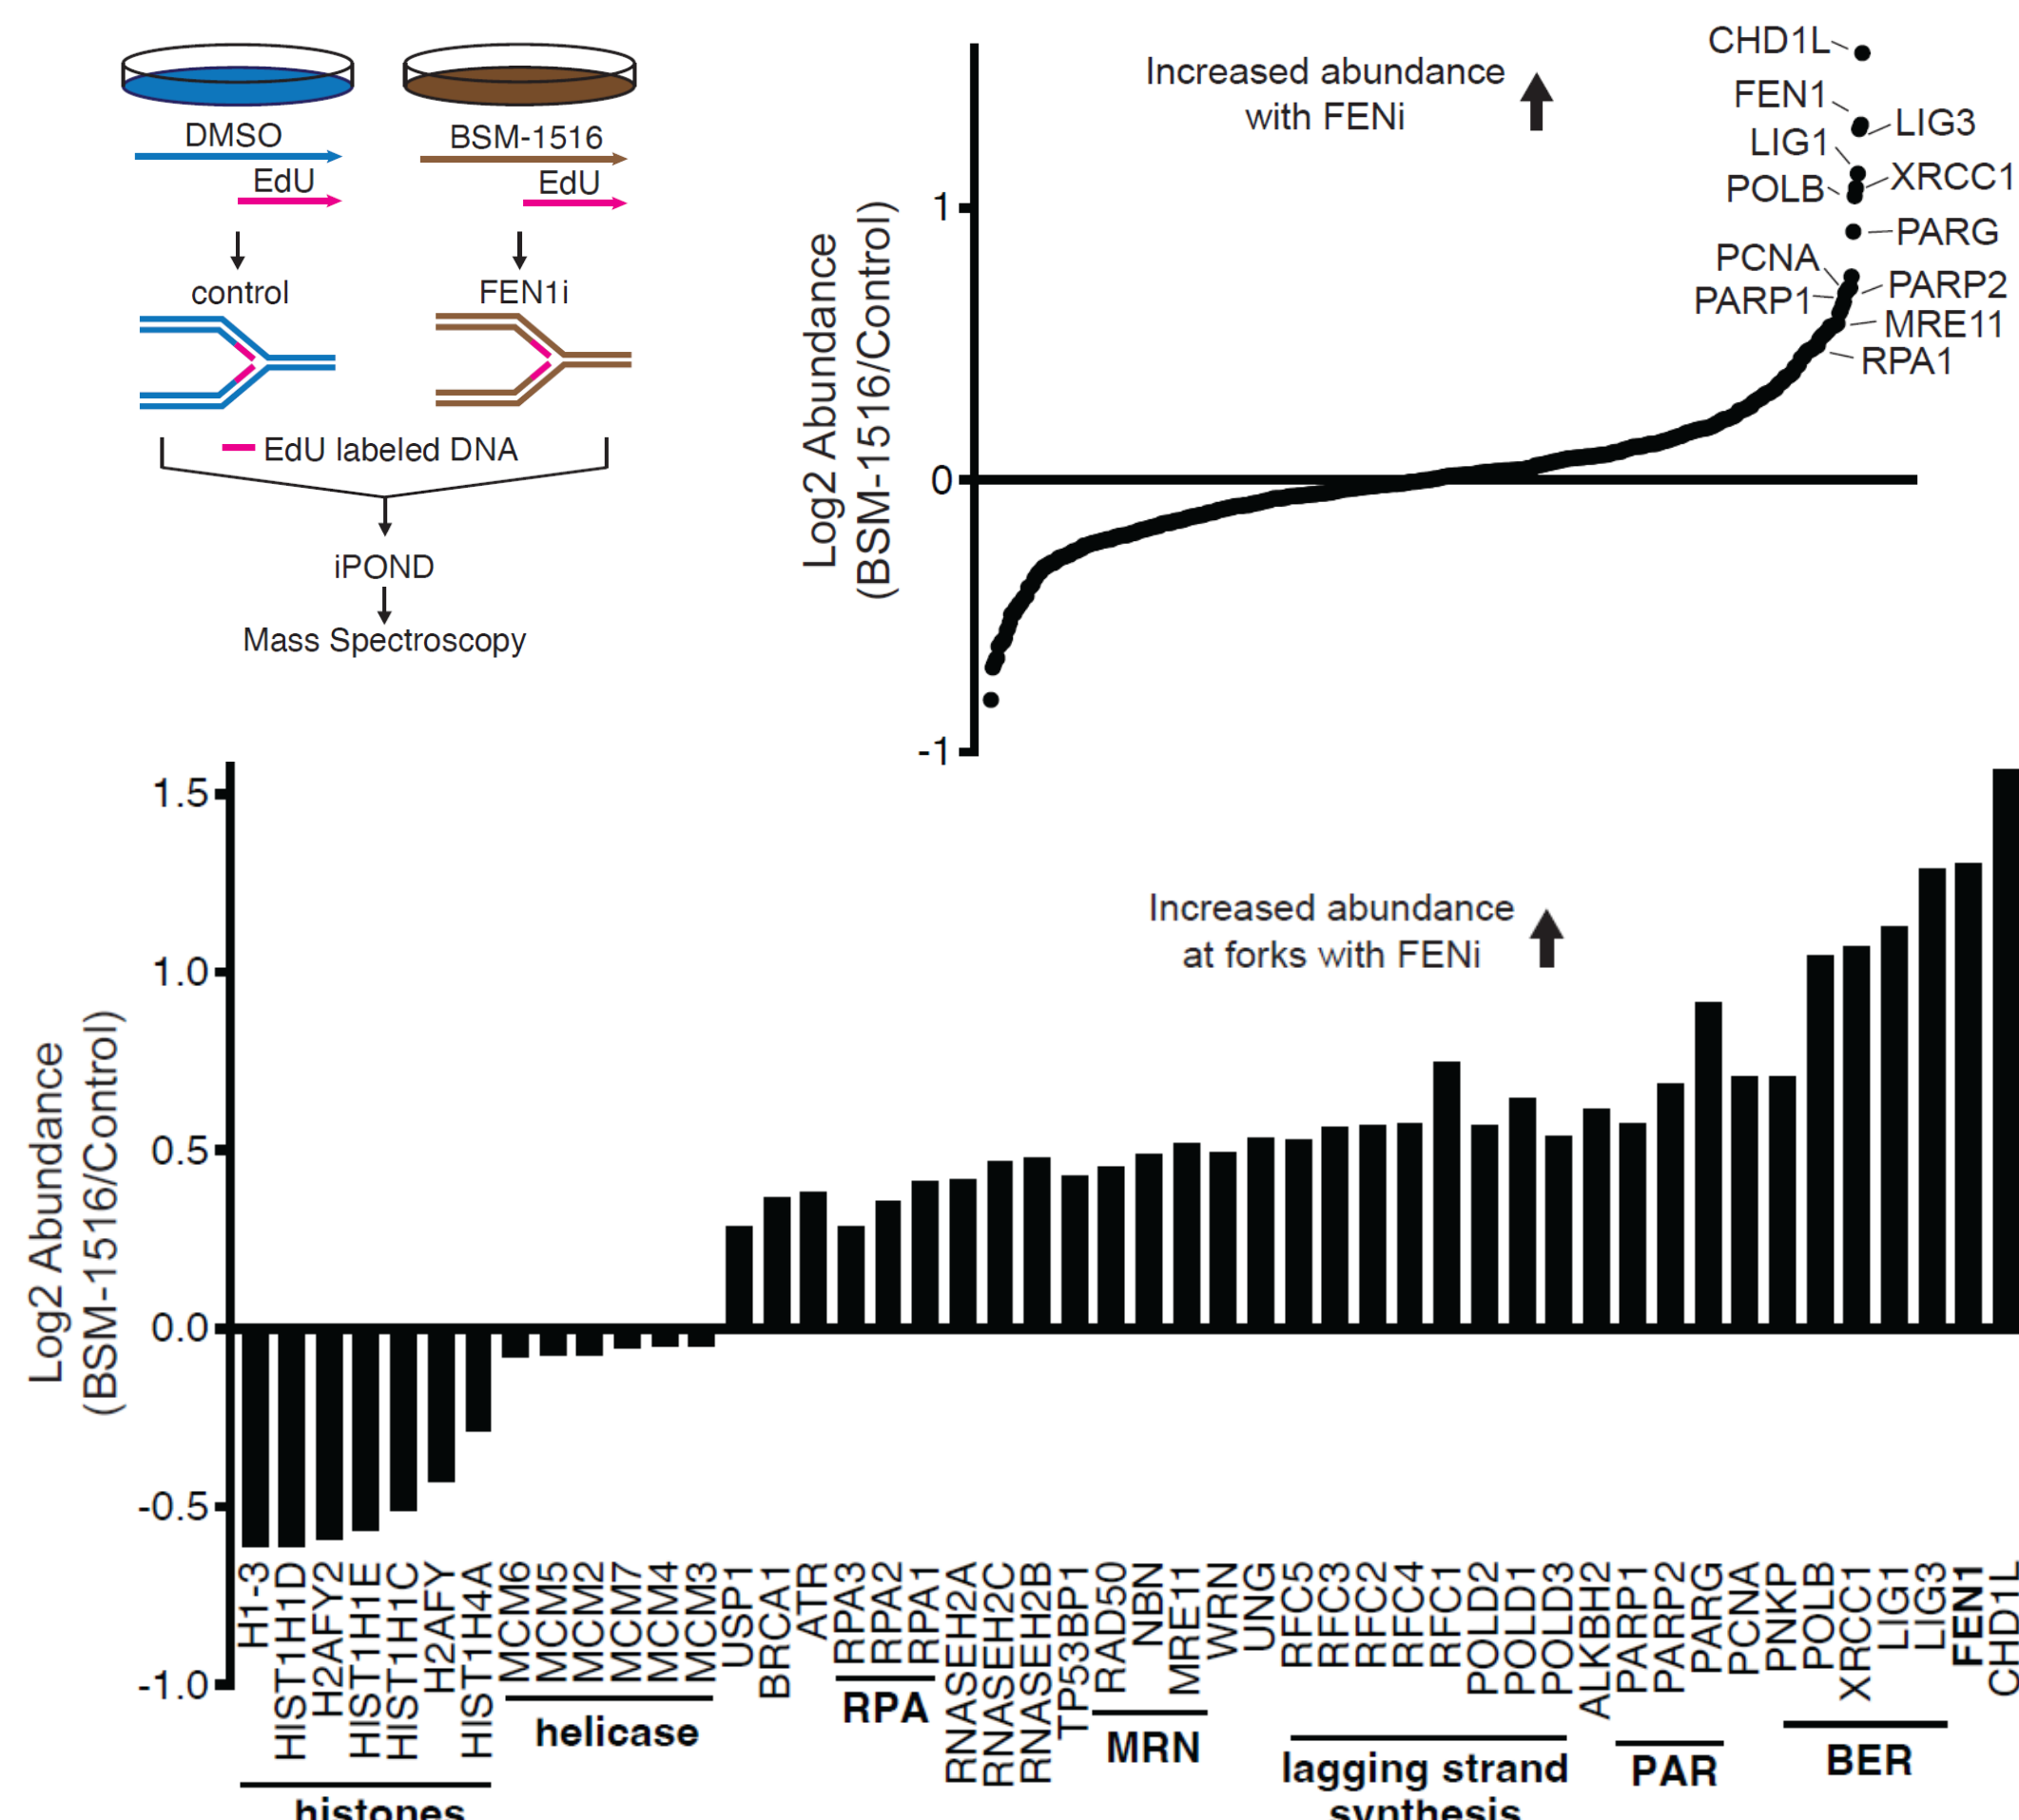 DMSO
BSM-1516
EdU
EdU
control
FEN1i
EdU labeled DNA
iPOND
Mass Spectroscopy
Log2 Abundance
(BSM-1516/Control)
1
0
-1
Increased abundance
with FENi
CHD1L
FEN1
LIG3
LIG1
XRCC1
POLB
PARG
PCNA
PARP2
PARP1
MRE11
RPA1
Log2 Abundance
(BSM-1516/Control)
1.5
1.0
0.5
0.0
-0.5
-1.0
Increased abundance
at forks with FENi
H1-3
HIST1H1D
H2AFY2
HIST1H1E
HIST1H1C
H2AFY
HIST1H4A
MCM6
MCM5
MCM2
MCM7
MCM4
MCM3
USP1
BRCA1
ATR
RPA3
RPA2
RPA1
RNASEH2A
RNASEH2C
RNASEH2B
TP53BP1
RAD50
NBN
MRE11
WRN
UNG
RFC5
RFC3
RFC2
RFC4
RFC1
POLD2
POLD1
POLD3
ALKBH2
PARP1
PARP2
PARG
PCNA
PNKP
POLB
XRCC1
LIG1
LIG3
FEN1
CHD1L
histones
helicase
RPA
MRN
lagging strand
synthesis
PAR
BER